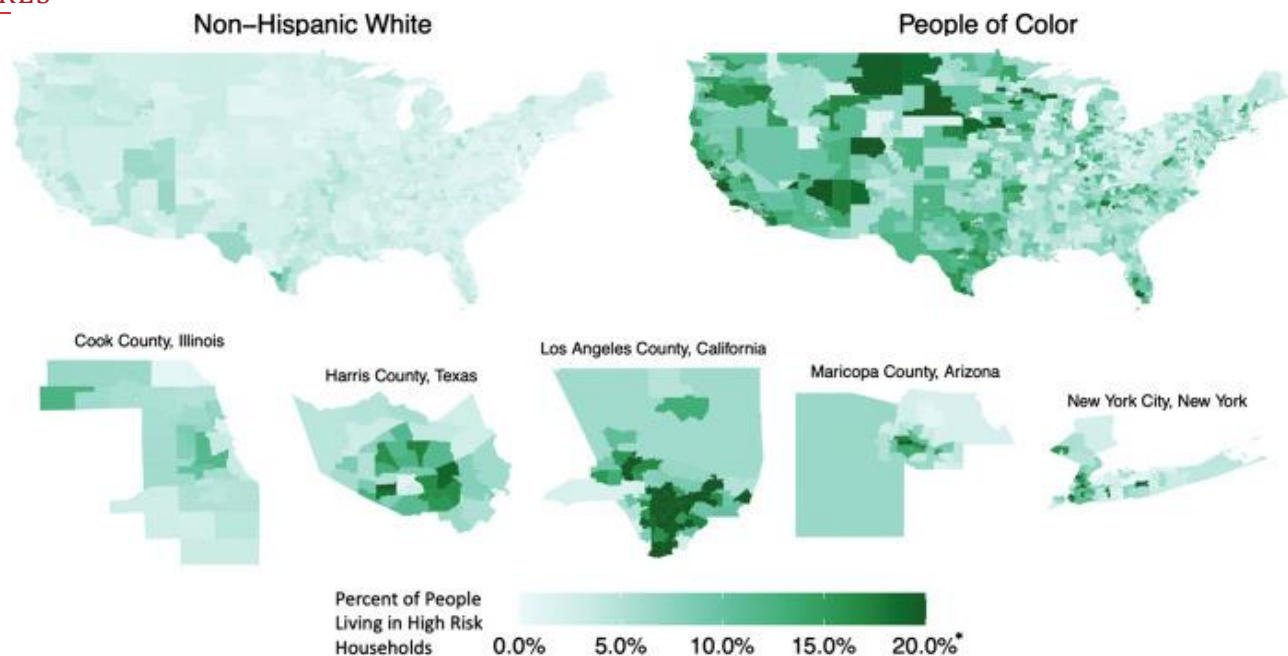 Non-Hispanic White
People of Color
Cook County, Illinois
Harris County, Texas
Los Angeles County, California
Maricopa County, Arizona
New York City, New York
Percent of People
Living in High Risk
Households
0.0% 5.0% 10.0% 15.0% 20.0%*